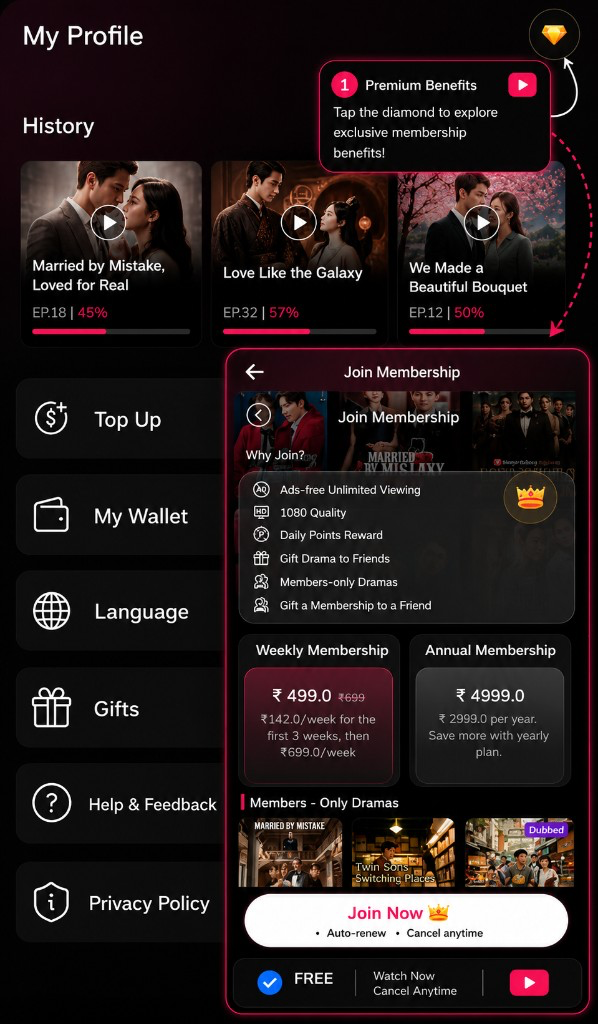 My Profile
1 Premium Benefits
Tap the diamond to explore
exclusive membership
benefits!
History
Married by Mistake,
Loved for Real
EP.18 | 45%
Love Like the Galaxy
EP.32 | 57%
We Made a
Beautiful Bouquet
EP.12 | 50%
Top Up
My Wallet
Language
Gifts
Help & Feedback
Privacy Policy
Join Membership
Join Membership
MARRIED
BY MISLAXY
Why Join?
AD
Ads-free Unlimited Viewing
HD
1080 Quality
P
Daily Points Reward
Gift Drama to Friends
Members-only Dramas
Gift a Membership to a Friend
Weekly Membership
₹ 499.0 ₹699
₹142.0/week for the
first 3 weeks, then
₹699.0/week
Annual Membership
₹ 4999.0
₹ 2999.0 per year.
Save more with yearly
plan.
Members - Only Dramas
MARRIED BY MISTAKE
Twin Sons
Switching Places
Dubbed
Join Now
• Auto-renew • Cancel anytime
FREE
Watch Now
Cancel Anytime